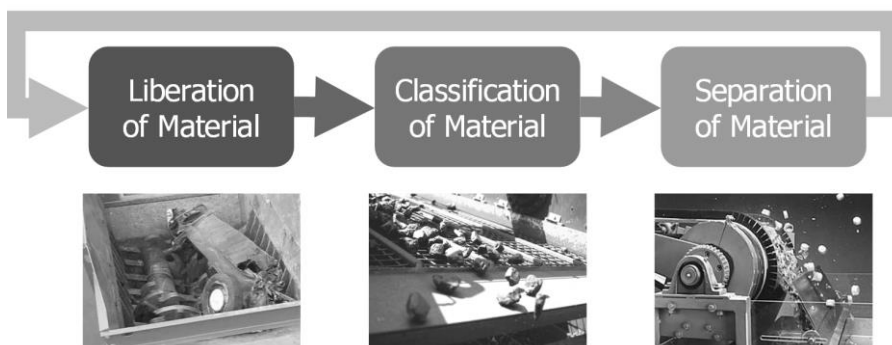 Liberation
of Material
Classification
of Material
Separation
of Material